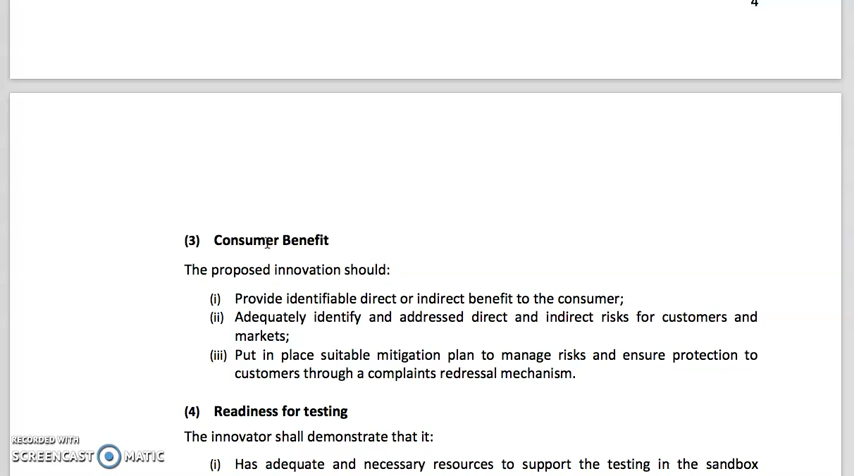 4
(3) Consumer Benefit
The proposed innovation should:
(i) Provide identifiable direct or indirect benefit to the consumer;
(ii) Adequately identify and addressed direct and indirect risks for customers and
markets;
(iii) Put in place suitable mitigation plan to manage risks and ensure protection to
customers through a complaints redressal mechanism.
(4) Readiness for testing
The innovator shall demonstrate that it:
(i) Has adequate and necessary resources to support the testing in the sandbox
RECORDED WITH
SCREENCAST MATIC